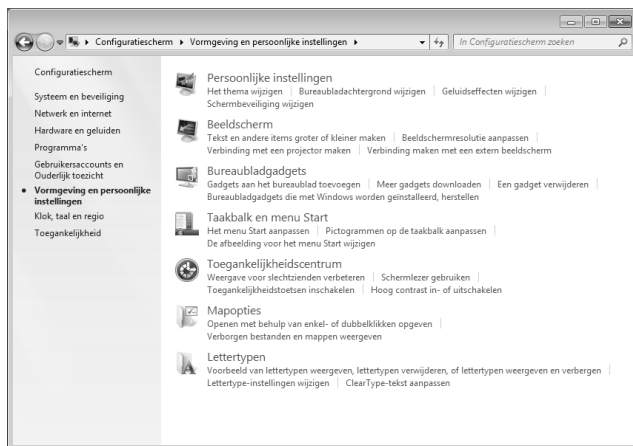 Configuratiescherm ▸ Vormgeving en persoonlijke instellingen ▸
In Configuratiescherm zoeken
Configuratiescherm
Systeem en beveiliging
Netwerk en internet
Hardware en geluiden
Programma's
Gebruikersaccounts en
Ouderlijk toezicht
Vormgeving en persoonlijke
instellingen
Klok, taal en regio
Toegankelijkheid
Persoonlijke instellingen
Het thema wijzigen | Bureaubladachtergrond wijzigen | Geluidseffecten wijzigen |
Schermbeveiliging wijzigen
Beeldscherm
Tekst en andere items groter of kleiner maken | Beeldschermresolutie aanpassen |
Verbinding met een projector maken | Verbinding maken met een extern beeldscherm
Bureaubladgadgets
Gadgets aan het bureaublad toevoegen | Meer gadgets downloaden | Een gadget verwijderen |
Bureaubladgadgets die met Windows worden geïnstalleerd, herstellen
Taakbalk en menu Start
Het menu Start aanpassen | Pictogrammen op de taakbalk aanpassen |
De afbeelding voor het menu Start wijzigen
Toegankelijkheidscentrum
Weergave voor slechtzienden verbeteren | Schermlezer gebruiken |
Toegankelijkheidstoetsen inschakelen | Hoog contrast in- of uitschakelen
Mapopties
Openen met behulp van enkel- of dubbelklikken opgeven |
Verborgen bestanden en mappen weergeven
Lettertypen
Voorbeeld van lettertypen weergeven, lettertypen verwijderen, of lettertypen weergeven en verbergen |
Lettertype-instellingen wijzigen | ClearType-tekst aanpassen